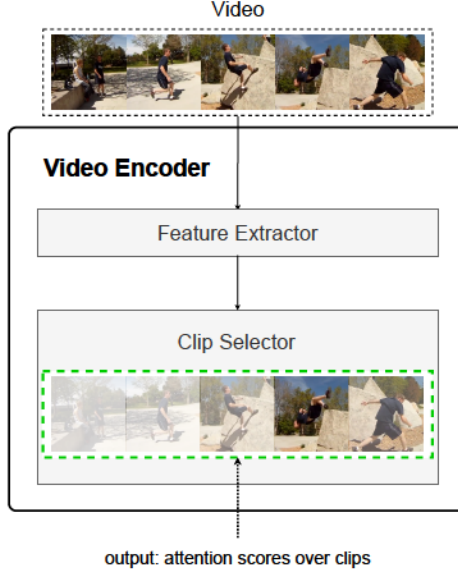 Video
Video Encoder
Feature Extractor
Clip Selector
output: attention scores over clips